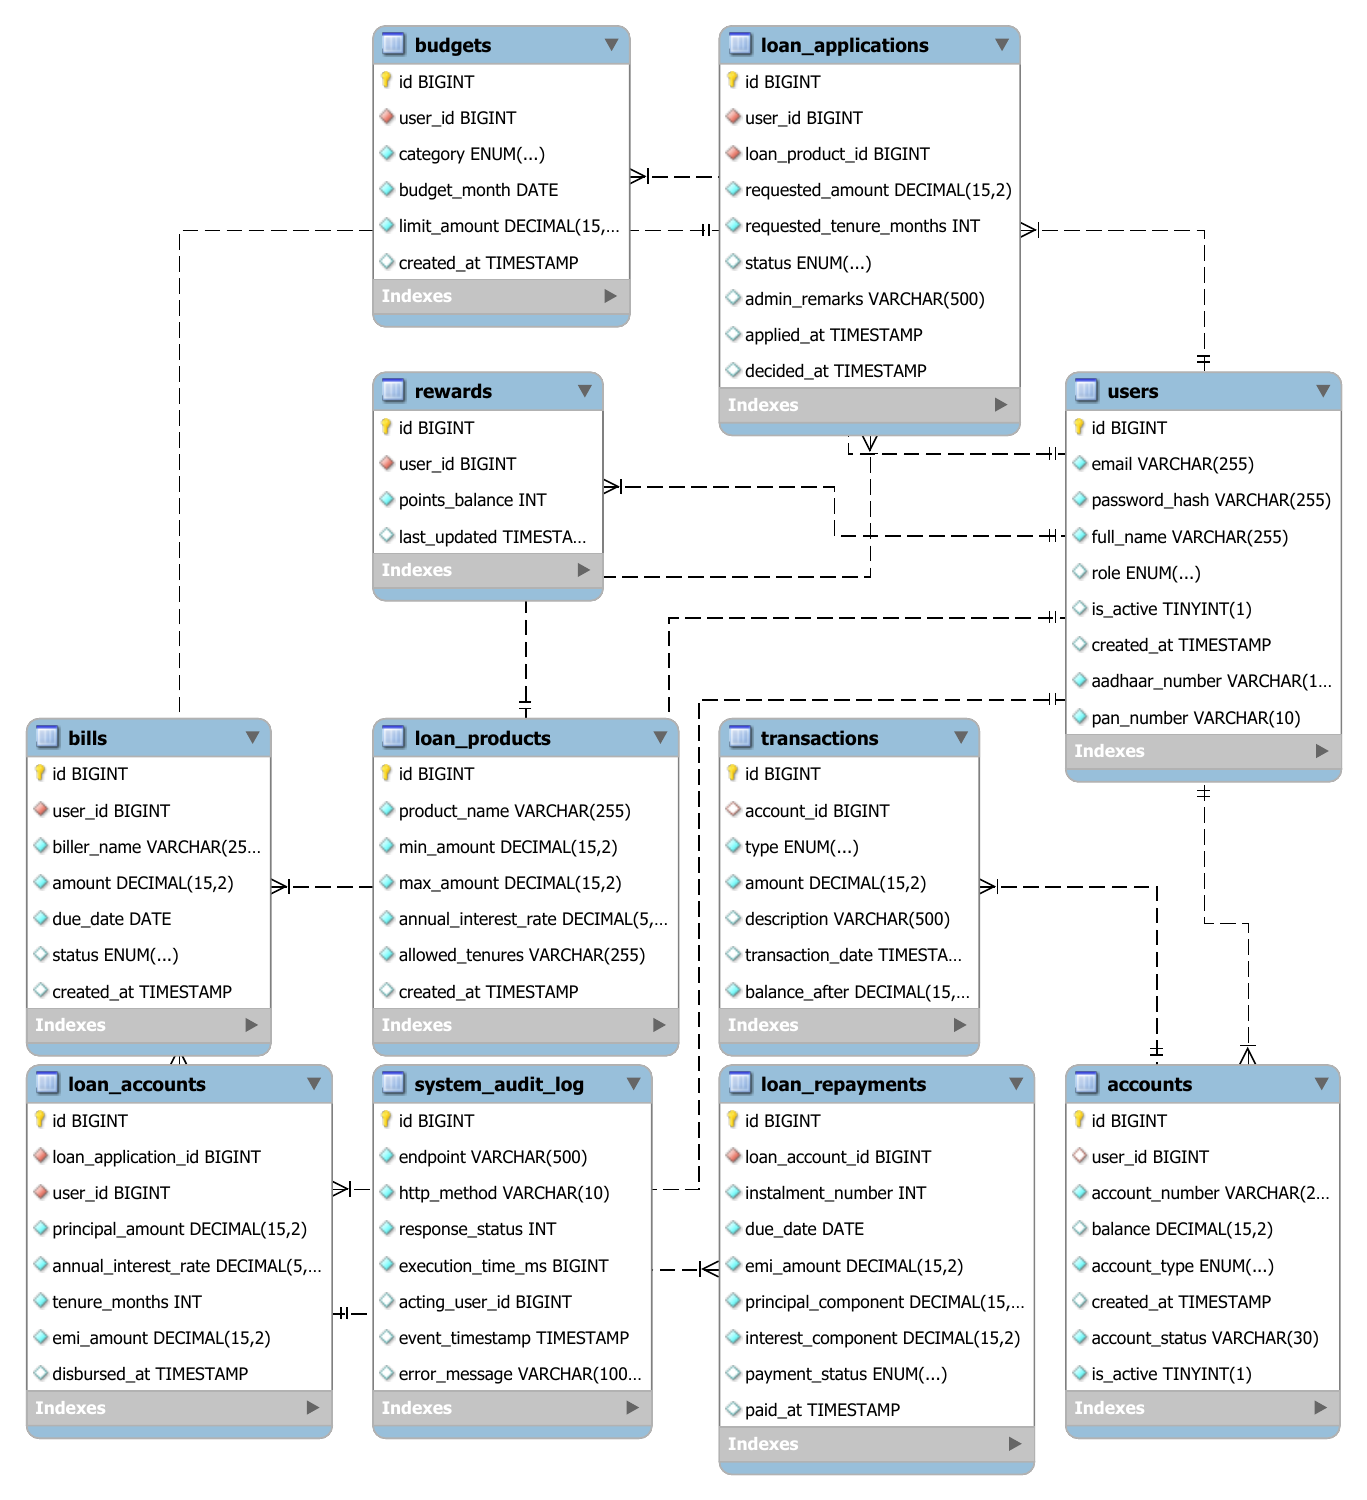 budgets
id BIGINT
user_id BIGINT
category ENUM(...)
budget_month DATE
limit_amount DECIMAL(15,...
created_at TIMESTAMP
Indexes
loan_applications
id BIGINT
user_id BIGINT
loan_product_id BIGINT
requested_amount DECIMAL(15,2)
requested_tenure_months INT
status ENUM(...)
admin_remarks VARCHAR(500)
applied_at TIMESTAMP
decided_at TIMESTAMP
Indexes
rewards
id BIGINT
user_id BIGINT
points_balance INT
last_updated TIMESTA...
Indexes
users
id BIGINT
email VARCHAR(255)
password_hash VARCHAR(255)
full_name VARCHAR(255)
role ENUM(...)
is_active TINYINT(1)
created_at TIMESTAMP
aadhaar_number VARCHAR(1...
pan_number VARCHAR(10)
Indexes
bills
id BIGINT
user_id BIGINT
biller_name VARCHAR(25...
amount DECIMAL(15,2)
due_date DATE
status ENUM(...)
created_at TIMESTAMP
Indexes
loan_products
id BIGINT
product_name VARCHAR(255)
min_amount DECIMAL(15,2)
max_amount DECIMAL(15,2)
annual_interest_rate DECIMAL(5,...
allowed_tenures VARCHAR(255)
created_at TIMESTAMP
Indexes
transactions
id BIGINT
account_id BIGINT
type ENUM(...)
amount DECIMAL(15,2)
description VARCHAR(500)
transaction_date TIMESTA...
balance_after DECIMAL(15,...
Indexes
loan_accounts
id BIGINT
loan_application_id BIGINT
user_id BIGINT
principal_amount DECIMAL(15,2)
annual_interest_rate DECIMAL(5,...
tenure_months INT
emi_amount DECIMAL(15,2)
disbursed_at TIMESTAMP
Indexes
system_audit_log
id BIGINT
endpoint VARCHAR(500)
http_method VARCHAR(10)
response_status INT
execution_time_ms BIGINT
acting_user_id BIGINT
event_timestamp TIMESTAMP
error_message VARCHAR(100...
Indexes
loan_repayments
id BIGINT
loan_account_id BIGINT
instalment_number INT
due_date DATE
emi_amount DECIMAL(15,2)
principal_component DECIMAL(15,...
interest_component DECIMAL(15,2)
payment_status ENUM(...)
paid_at TIMESTAMP
Indexes
accounts
id BIGINT
user_id BIGINT
account_number VARCHAR(2...
balance DECIMAL(15,2)
account_type ENUM(...)
created_at TIMESTAMP
account_status VARCHAR(30)
is_active TINYINT(1)
Indexes